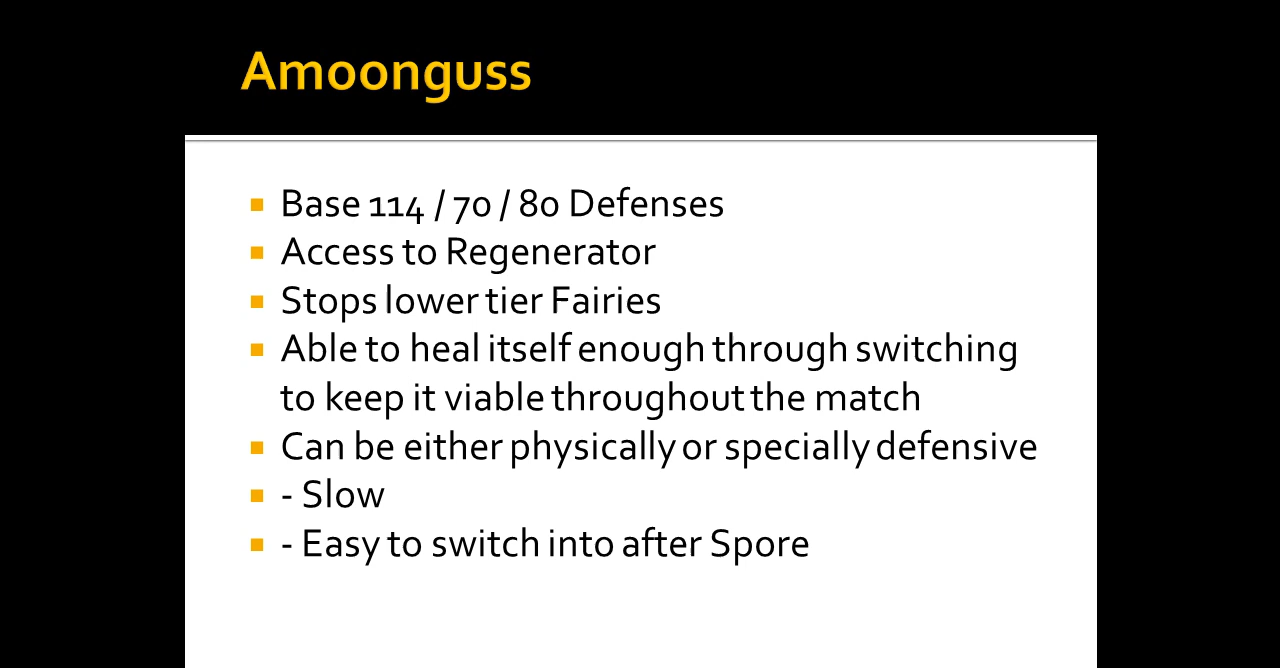 Amoonguss
Base 114 / 70 / 80 Defenses
Access to Regenerator
Stops lower tier Fairies
Able to heal itself enough through switching
to keep it viable throughout the match
Can be either physically or specially defensive
- Slow
- Easy to switch into after Spore